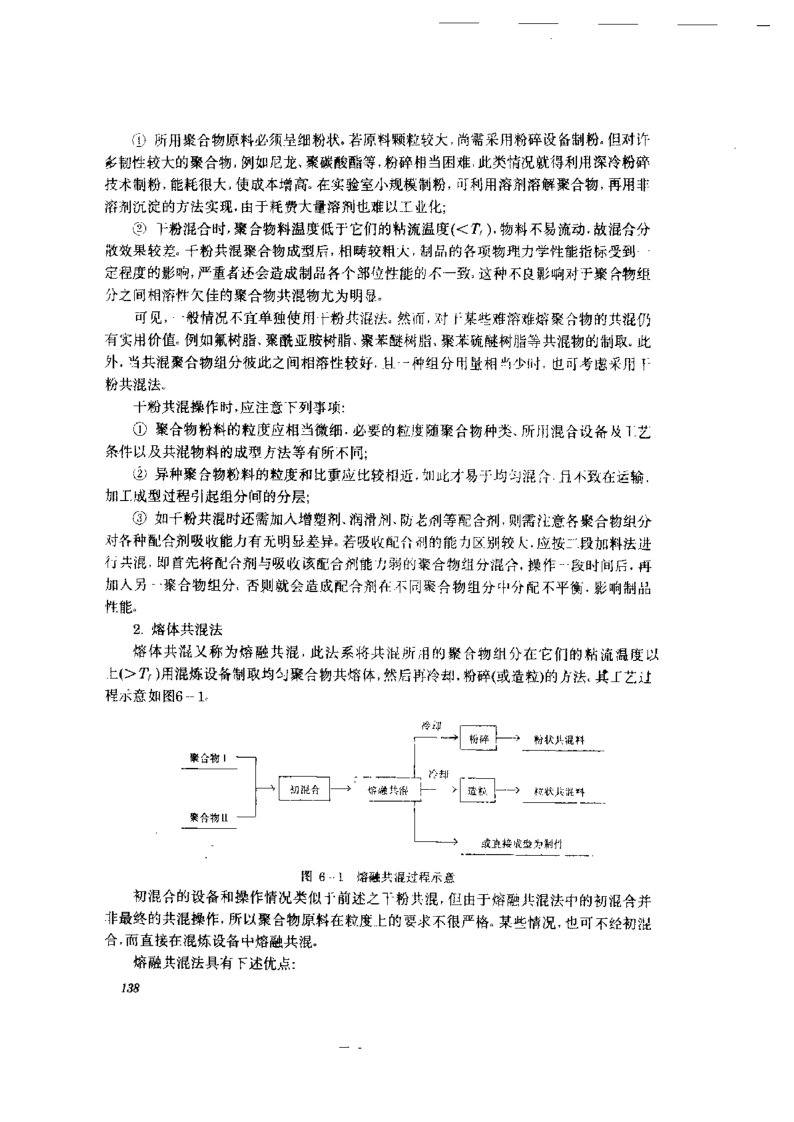 ① 所用聚合物原料必须呈细粉状。若原料颗粒较大,尚需采用粉碎设备制粉。但对许
多韧性较大的聚合物,例如尼龙、聚碳酸酯等,粉碎相当困难,此类情况就得利用深冷粉碎
技术制粉,能耗很大,使成本增高。在实验室小规模制粉,可利用溶剂溶解聚合物,再用非
溶剂沉淀的方法实现,由于耗费大量溶剂也难以工业化;
② 干粉混合时,聚合物料温度低于它们的粘流温度(<Tf),物料不易流动,故混合分
散效果较差。干粉共混聚合物成型后,相畴较粗大,制品的各项物理力学性能指标受到一
定程度的影响,严重者还会造成制品各个部位性能的不一致,这种不良影响对于聚合物组
分之间相溶性欠佳的聚合物共混物尤为明显。
可见,一般情况不宜单独使用干粉共混法。然而,对于某些难溶难熔聚合物的共混仍
有实用价值。例如氟树脂、聚酰亚胺树脂、聚苯醚树脂、聚苯硫醚树脂等共混物的制取。此
外,当共混聚合物组分彼此之间相溶性较好,且一种组分用量相当少时,也可考虑采用干
粉共混法。
干粉共混操作时,应注意下列事项:
① 聚合物粉料的粒度应相当微细,必要的粒度随聚合物种类、所用混合设备及工艺
条件以及共混物料的成型方法等有所不同;
② 异种聚合物粉料的粒度和比重应比较相近,如此才易于均匀混合,且不致在运输,
加工成型过程引起组分间的分层;
③ 如干粉共混时还需加入增塑剂、润滑剂、防老剂等配合剂,则需注意各聚合物组分
对各种配合剂吸收能力有无明显差异。若吸收配合剂的能力区别较大,应按二段加料法进
行共混,即首先将配合剂与吸收该配合剂能力弱的聚合物组分混合,操作一段时间后,再
加入另一聚合物组分,否则就会造成配合剂在不同聚合物组分中分配不平衡,影响制品
性能。
2. 熔体共混法
熔体共混又称为熔融共混,此法系将共混所用的聚合物组分在它们的粘流温度以
上(>Tf)用混炼设备制取均匀聚合物共熔体,然后再冷却,粉碎(或造粒)的方法,其工艺过
程示意如图6-1。
冷却
粉碎
粉状共混料
聚合物Ⅰ
初混合
熔融共混
冷却
造粒
粒状共混料
聚合物Ⅱ
或直接成型为制件
图 6-1 熔融共混过程示意
初混合的设备和操作情况类似于前述之干粉共混,但由于熔融共混法中的初混合并
非最终的共混操作,所以聚合物原料在粒度上的要求不很严格。某些情况,也可不经初混
合,而直接在混炼设备中熔融共混。
熔融共混法具有下述优点:
138